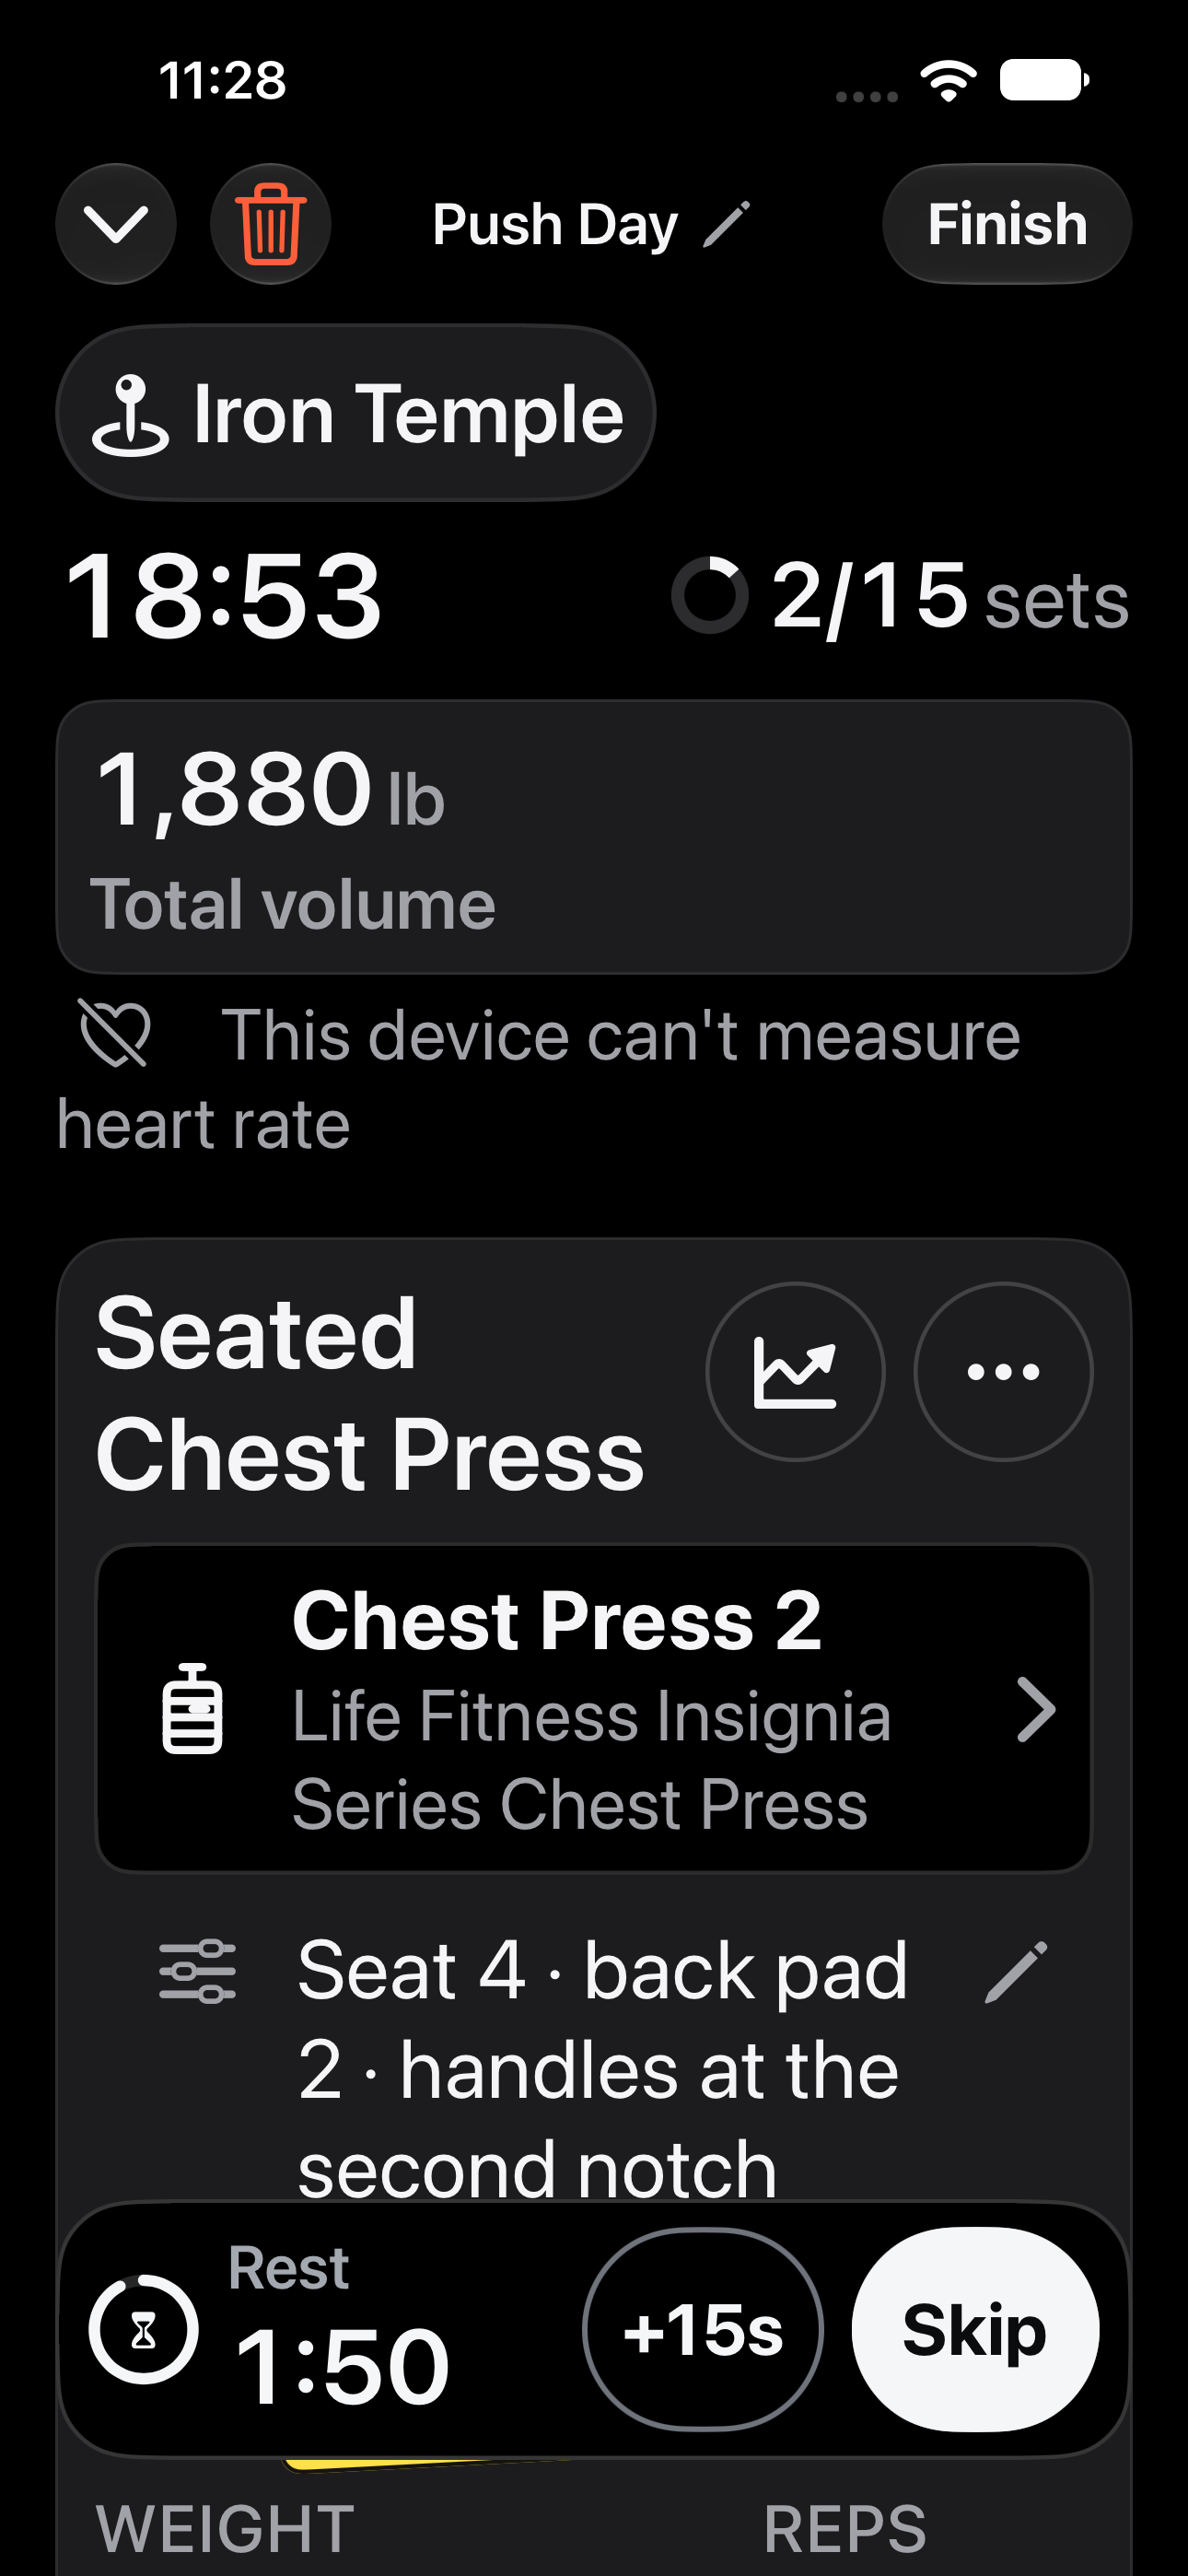 11:28
Push Day
Finish
Iron Temple
18:53
2/15 sets
1,880 lb
Total volume
This device can't measure
heart rate
Seated
Chest Press
Chest Press 2
Life Fitness Insignia
Series Chest Press
Seat 4 · back pad
2 · handles at the
second notch
Rest
1:50
+15s
Skip
WEIGHT
REPS